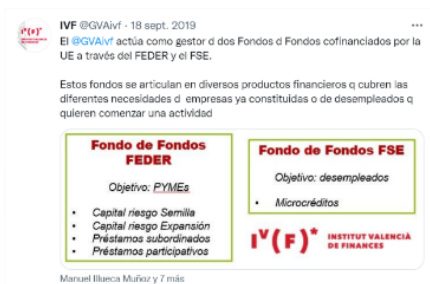 IVF @GVAivf · 18 sept. 2019
El @GVAivf actúa como gestor d dos Fondos d Fondos cofinanciados por la
UE a través del FEDER y el FSE.
Estos fondos se articulan en diversos productos financieros q cubren las
diferentes necesidades d empresas ya constituidas o de desempleados q
quieren comenzar una actividad
Fondo de Fondos
FEDER
Objetivo: PYMEs
• Capital riesgo Semilla
• Capital riesgo Expansión
• Préstamos subordinados
• Préstamos participativos
Fondo de Fondos FSE
Objetivo: desempleados
• Microcréditos
IV(F)*
INSTITUT VALENCIÀ
DE FINANCES
Manuel Illueca Muñoz y 7 más